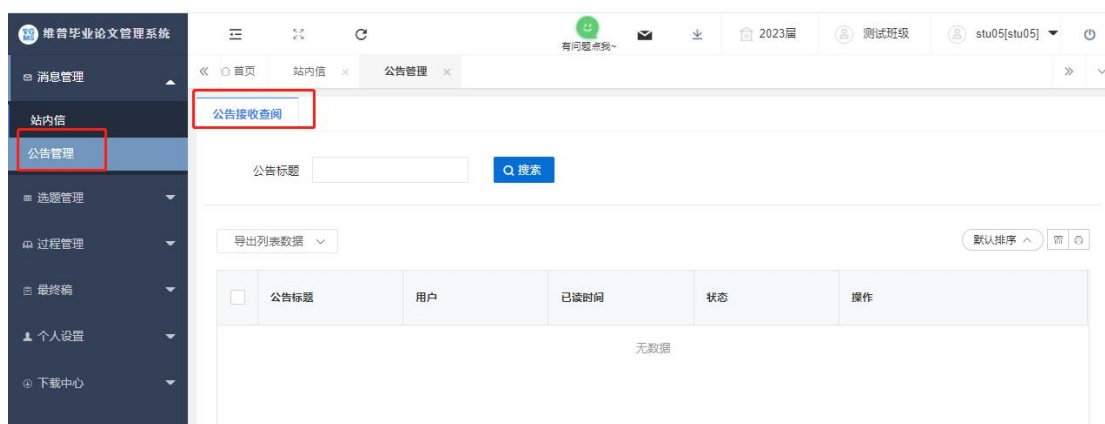 维普毕业论文管理系统
有问题点我~
2023届
测试班级
stu05[stu05]
消息管理
首页
站内信
公告管理
站内信
公告接收查阅
公告管理
公告标题
搜索
选题管理
过程管理
导出列表数据
默认排序
最终稿
公告标题
用户
已读时间
状态
操作
个人设置
无数据
下载中心